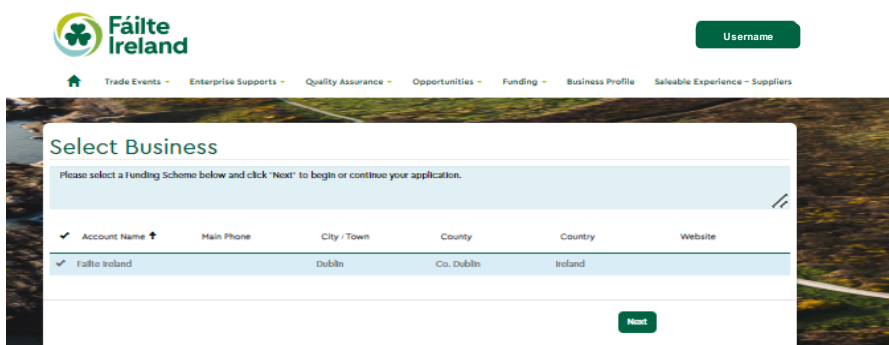 Fáilte
Ireland
Username
Trade Events
Enterprise Supports
Quality Assurance
Opportunities
Funding
Business Profile
Saleable Experience - Suppliers
Select Business
Please select a Funding Scheme below and click "Next" to begin or continue your application.
Account Name Main Phone City / Town County Country Website
Failte Ireland Dublin Co. Dublin Ireland
Next